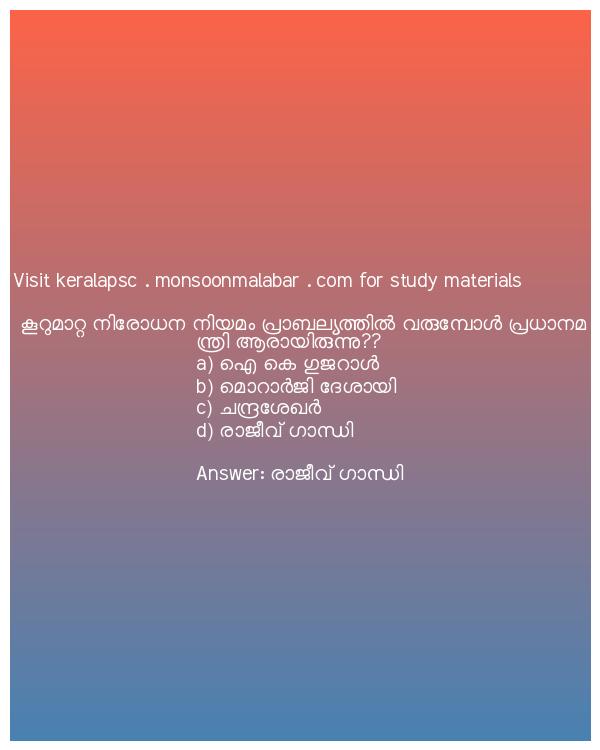 Visit keralapsc . monsoonmalabar . com for study materials
കൂറുമാറ്റ നിരോധന നിയമം പ്രാബല്യത്തിൽ വരുമ്പോൾ പ്രധാനമ
ന്ത്രി ആരായിരുന്നു??
a) ഐ കെ ഗുജറാൾ
b) മൊറാർജി ദേശായി
c) ചന്ദ്രശേഖർ
d) രാജീവ് ഗാന്ധി
Answer: രാജീവ് ഗാന്ധി